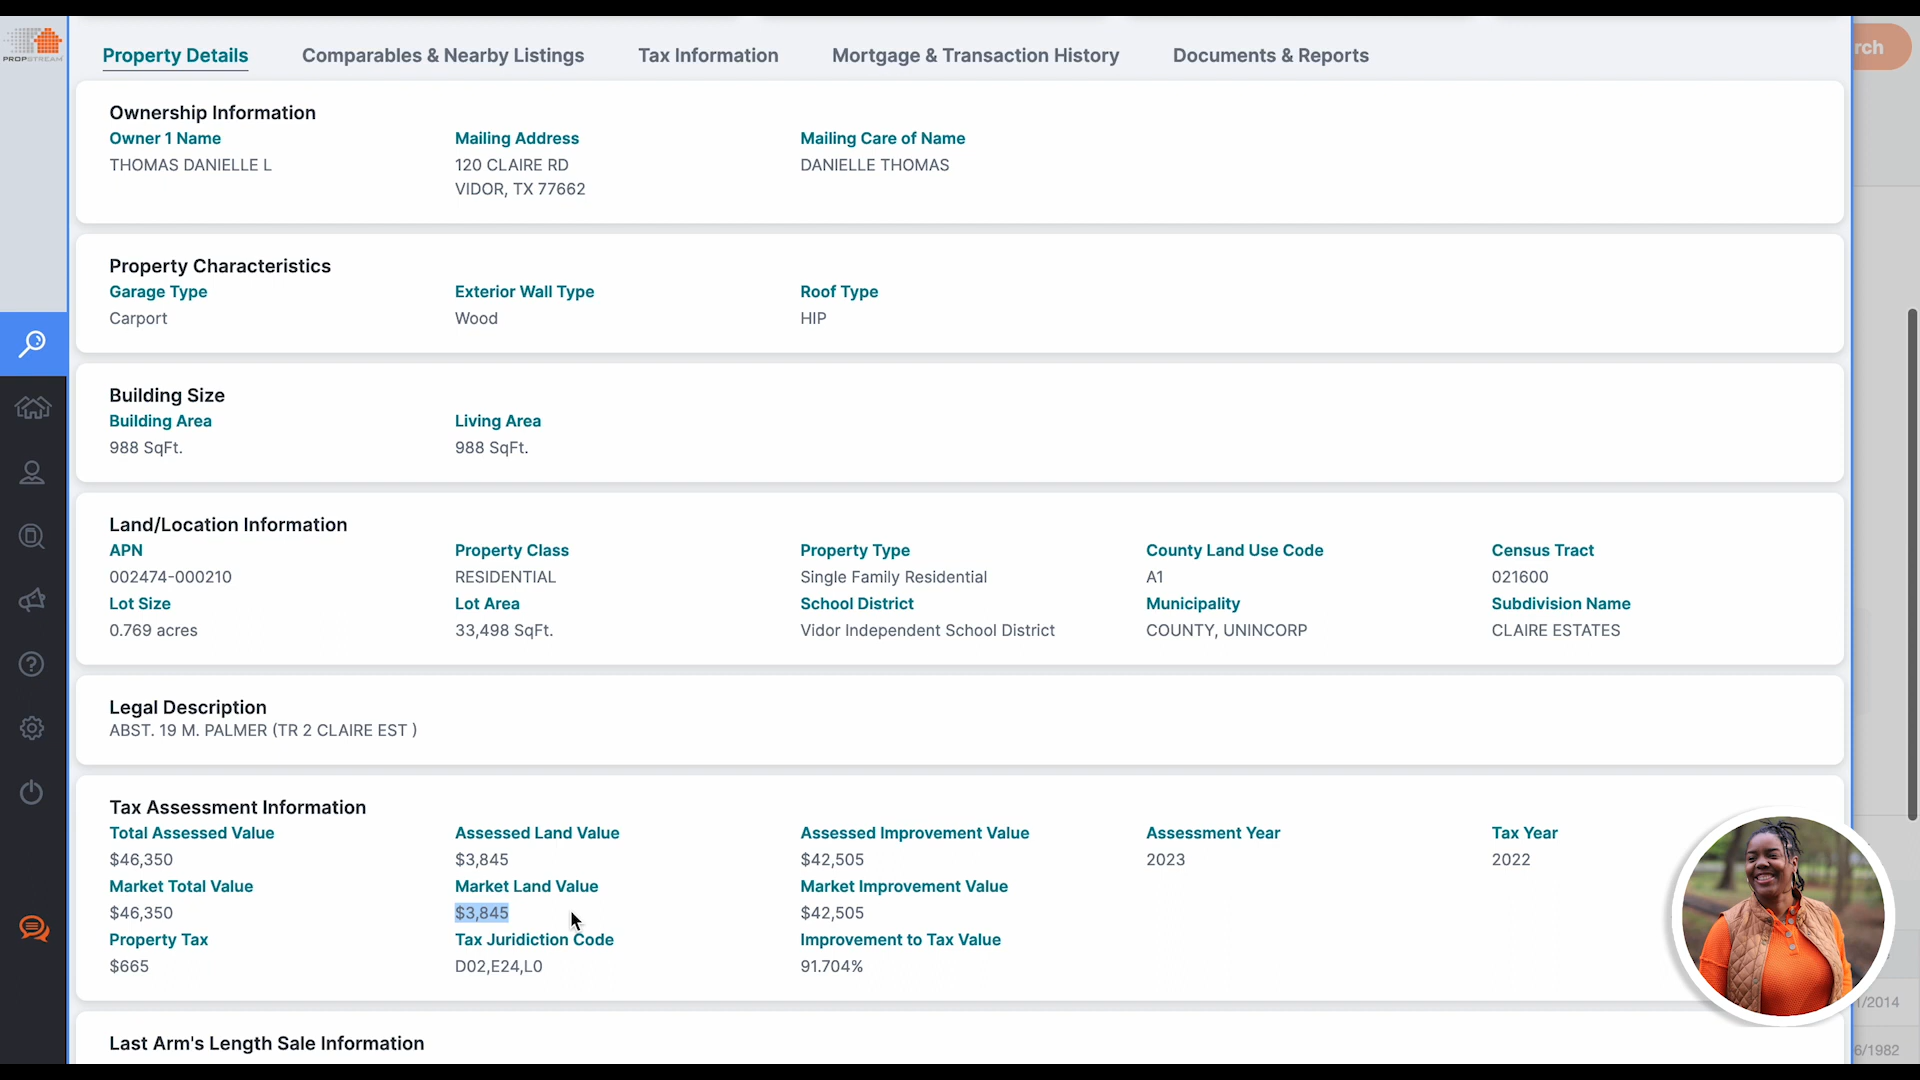 PROPSTREAM
rch
Property Details
Comparables & Nearby Listings
Tax Information
Mortgage & Transaction History
Documents & Reports
Ownership Information
Owner 1 Name
Mailing Address
Mailing Care of Name
THOMAS DANIELLE L
120 CLAIRE RD
DANIELLE THOMAS
VIDOR, TX 77662
Property Characteristics
Garage Type
Exterior Wall Type
Roof Type
Carport
Wood
HIP
Building Size
Building Area
Living Area
988 SqFt.
988 SqFt.
Land/Location Information
APN
Property Class
Property Type
County Land Use Code
Census Tract
002474-000210
RESIDENTIAL
Single Family Residential
A1
021600
Lot Size
Lot Area
School District
Municipality
Subdivision Name
0.769 acres
33,498 SqFt.
Vidor Independent School District
COUNTY, UNINCORP
CLAIRE ESTATES
Legal Description
ABST. 19 M. PALMER (TR 2 CLAIRE EST )
Tax Assessment Information
Total Assessed Value
Assessed Land Value
Assessed Improvement Value
Assessment Year
Tax Year
$46,350
$3,845
$42,505
2023
2022
Market Total Value
Market Land Value
Market Improvement Value
$46,350
$3,845
$42,505
Property Tax
Tax Juridiction Code
Improvement to Tax Value
$665
D02,E24,L0
91.704%
/2014
Last Arm's Length Sale Information
6/1982